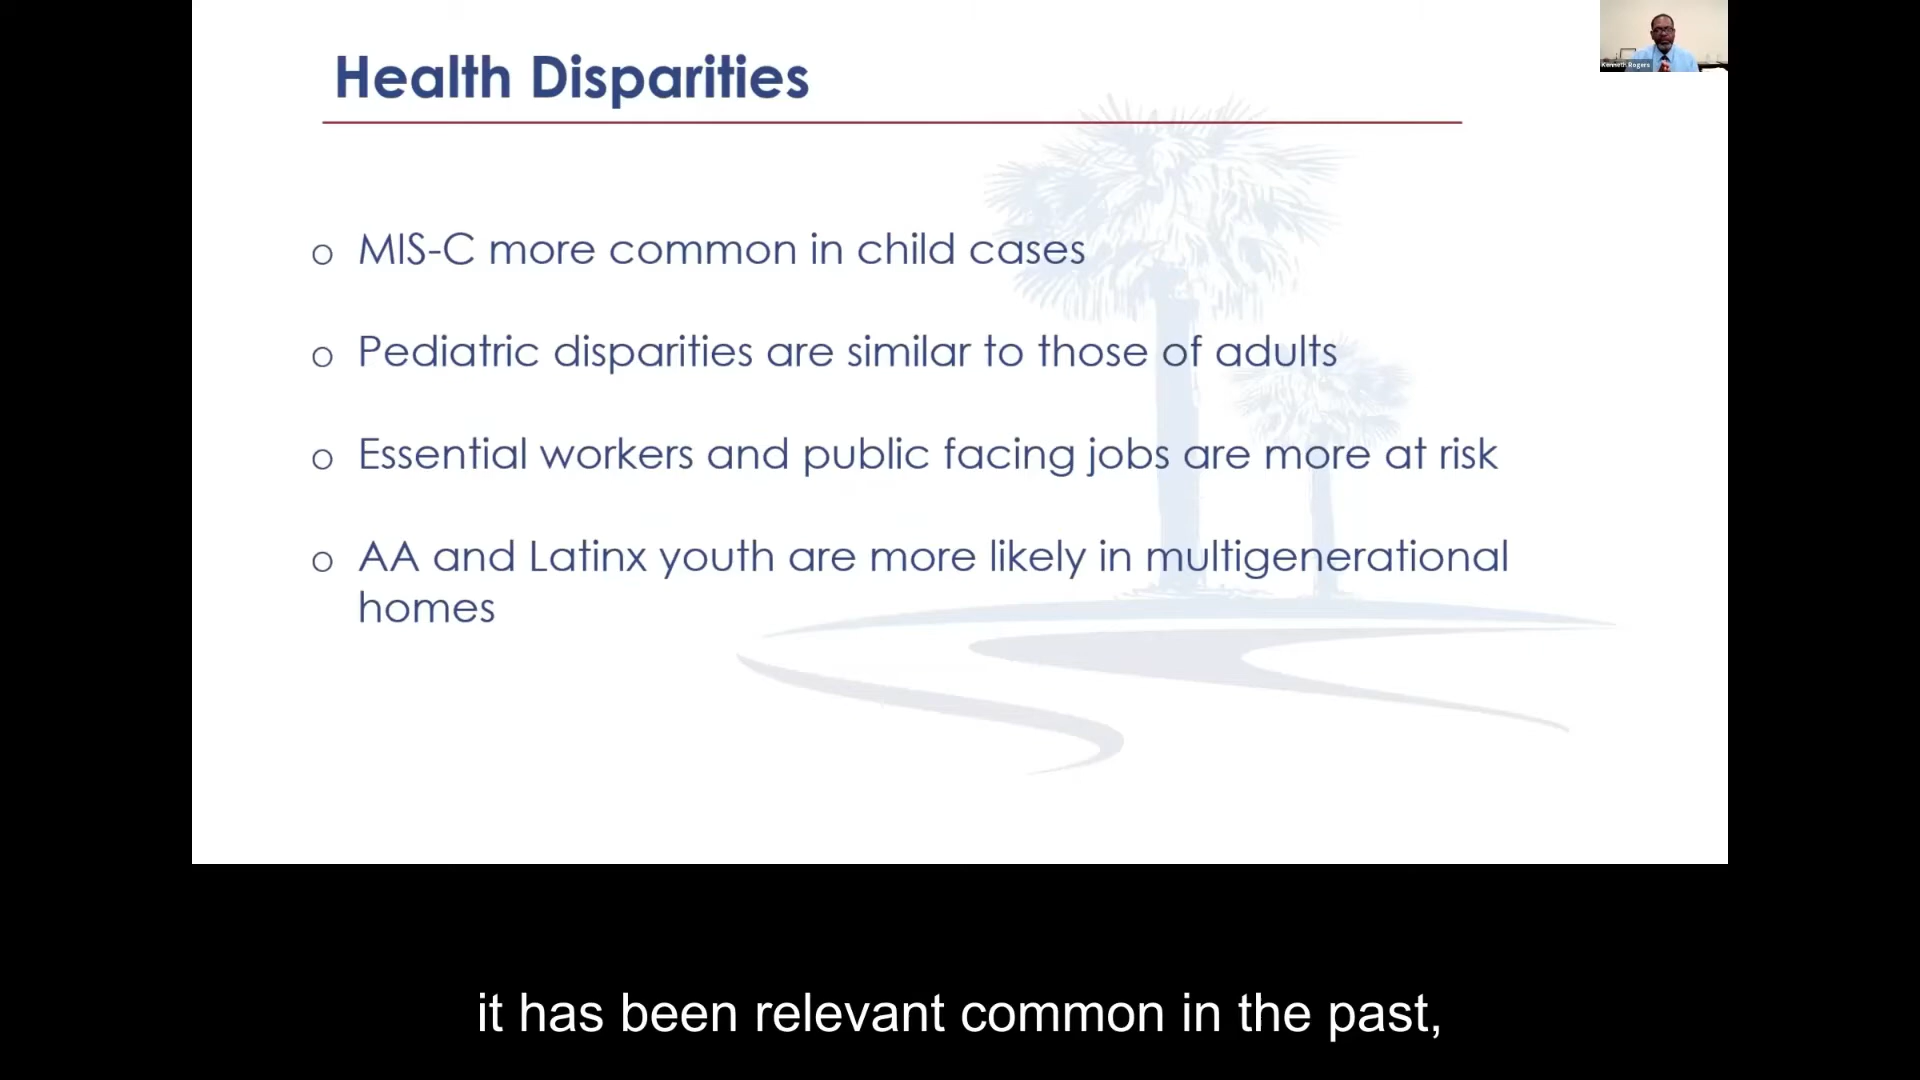 Health Disparities
Kenneth Rogers
o MIS-C more common in child cases
o Pediatric disparities are similar to those of adults
o Essential workers and public facing jobs are more at risk
o AA and Latinx youth are more likely in multigenerational
homes
it has been relevant common in the past,